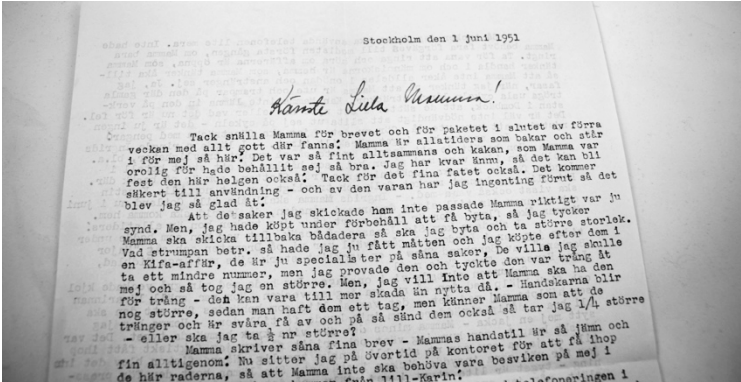 Stockholm den 1 juni 1951
Käraste Lilla Mamma!
Tack snälla Mamma för brevet och för paketet i slutet av förra
veckan med allt gott där fanns! Mamma är allatiders som bakar och står
i för mej så här! Det var så fint alltsammans och kakan, som Mamma var
orolig för hade behållit sej så bra. Jag har kvar ännm, så det kan bli
fest den här helgen också! Tack för det fina fatet också. Det kommer
säkert till användning - och av den varan har jag ingenting förut så det
blev jag så glad åt!
Att de saker jag skickade hem inte passade Mamma riktigt var ju
synd. Men, jag hade köpt under förbehåll att få byta, så jag tycker
Mamma ska skicka tillbaka bådadera så ska jag byta och ta större storlek.
Vad strumpan betr. så hade jag ju fått måtten och jag köpte efter dem i
en Kifa-affär, de är ju specialister på såna saker, De ville jag skulle
ta ett mindre nummer, men jag provade den och tyckte den var trång åt
mej och så tog jag en större. Men, jag vill inte att Mamma ska ha den
för trång - det kan vara till mer skada än nytta då. - Handskarna blir
nog större, sedan man haft dem ett tag, men känner Mamma som att de
tränger och är svåra få av och på så sänd dem också så tar jag 1/4 större
- eller ska jag ta ½ nr större?
Mamma skriver såna fina brev - Mammas handstil är så jämn och
fin alltigenom! Nu sitter jag på övertid på kontoret för att få ihop
de här raderna, så att Mamma inte ska behöva vara besviken på mej i
från lill-Karin!